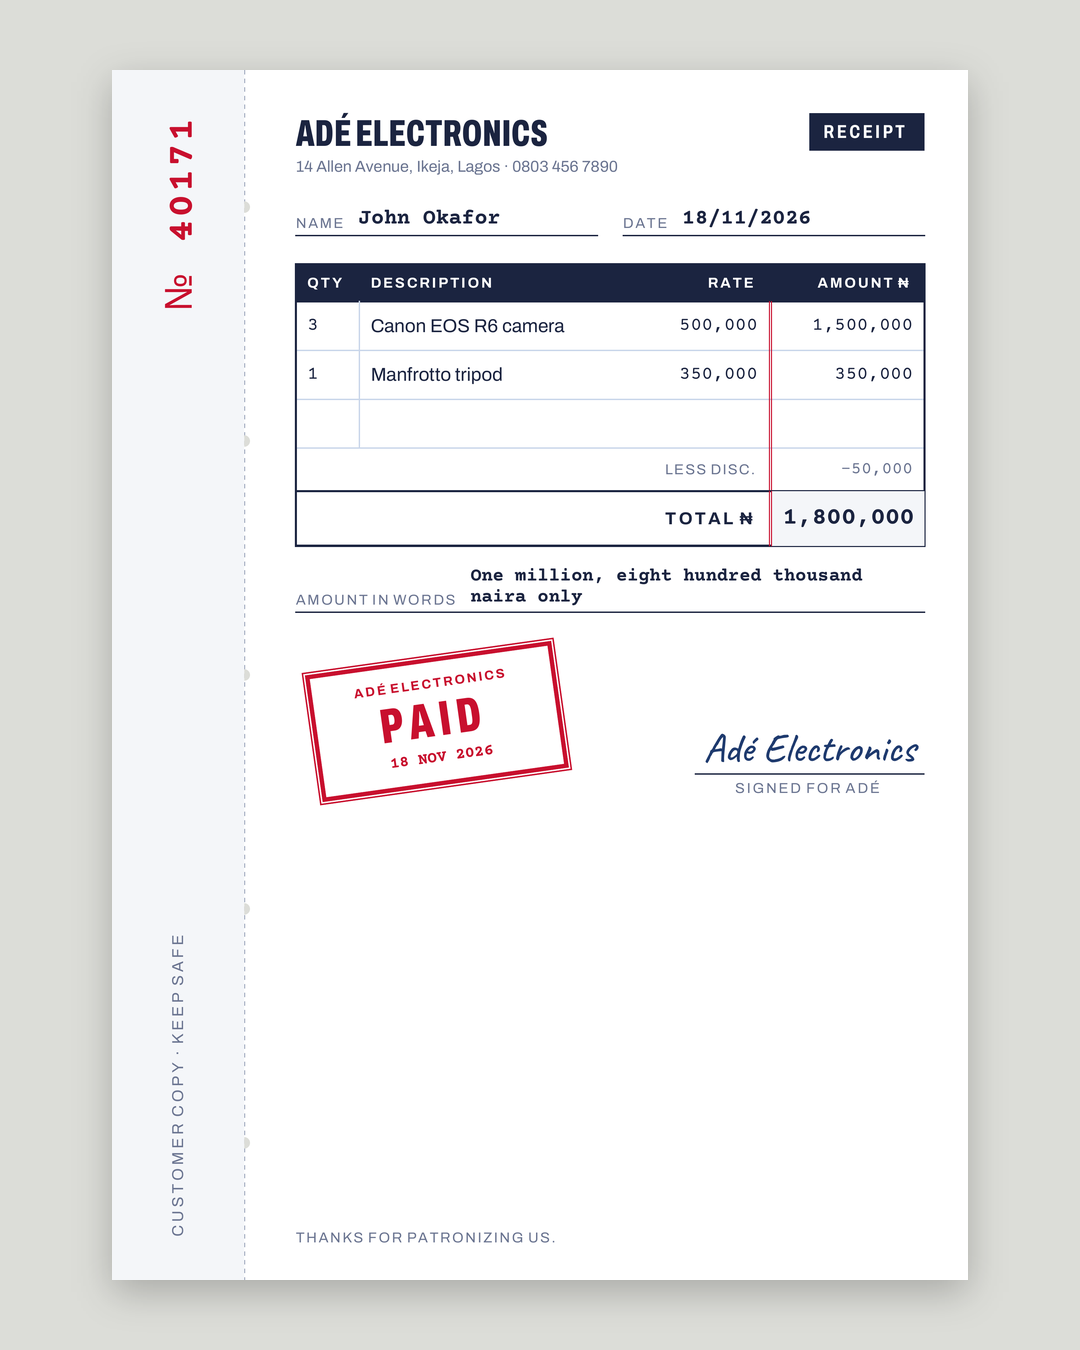 № 40171
CUSTOMER COPY · KEEP SAFE
ADÉ ELECTRONICS
RECEIPT
14 Allen Avenue, Ikeja, Lagos · 0803 456 7890
NAME John Okafor
DATE 18/11/2026
QTY DESCRIPTION RATE AMOUNT ₦
3 Canon EOS R6 camera 500,000 1,500,000
1 Manfrotto tripod 350,000 350,000
LESS DISC. −50,000
TOTAL ₦ 1,800,000
AMOUNT IN WORDS One million, eight hundred thousand
naira only
ADÉ ELECTRONICS
PAID
18 NOV 2026
Adé Electronics
SIGNED FOR ADÉ
THANKS FOR PATRONIZING US.